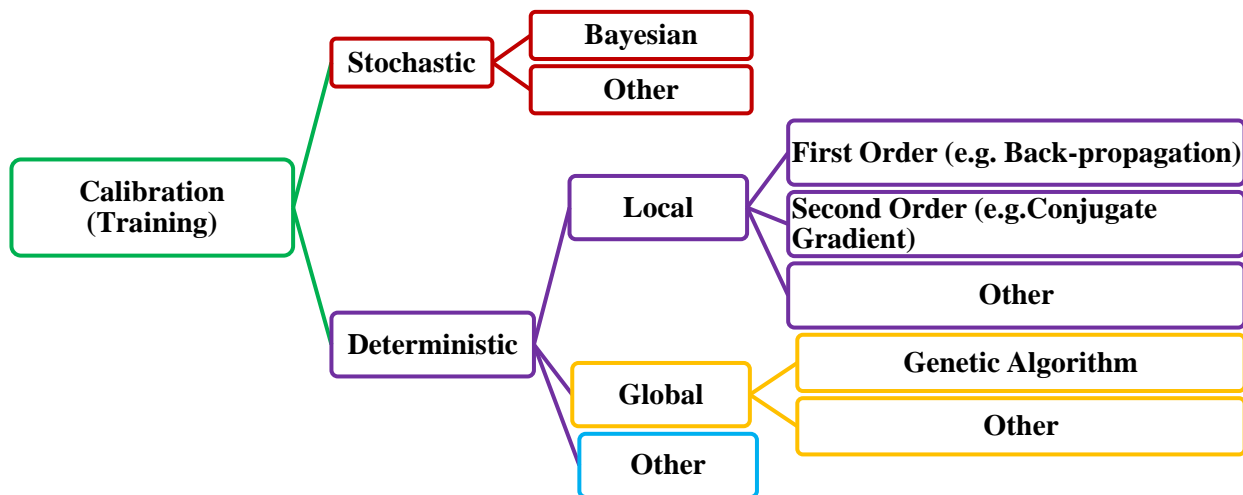 Calibration
(Training)
Stochastic
Bayesian
Other
Deterministic
Local
First Order (e.g. Back-propagation)
Second Order (e.g.Conjugate
Gradient)
Other
Global
Genetic Algorithm
Other
Other